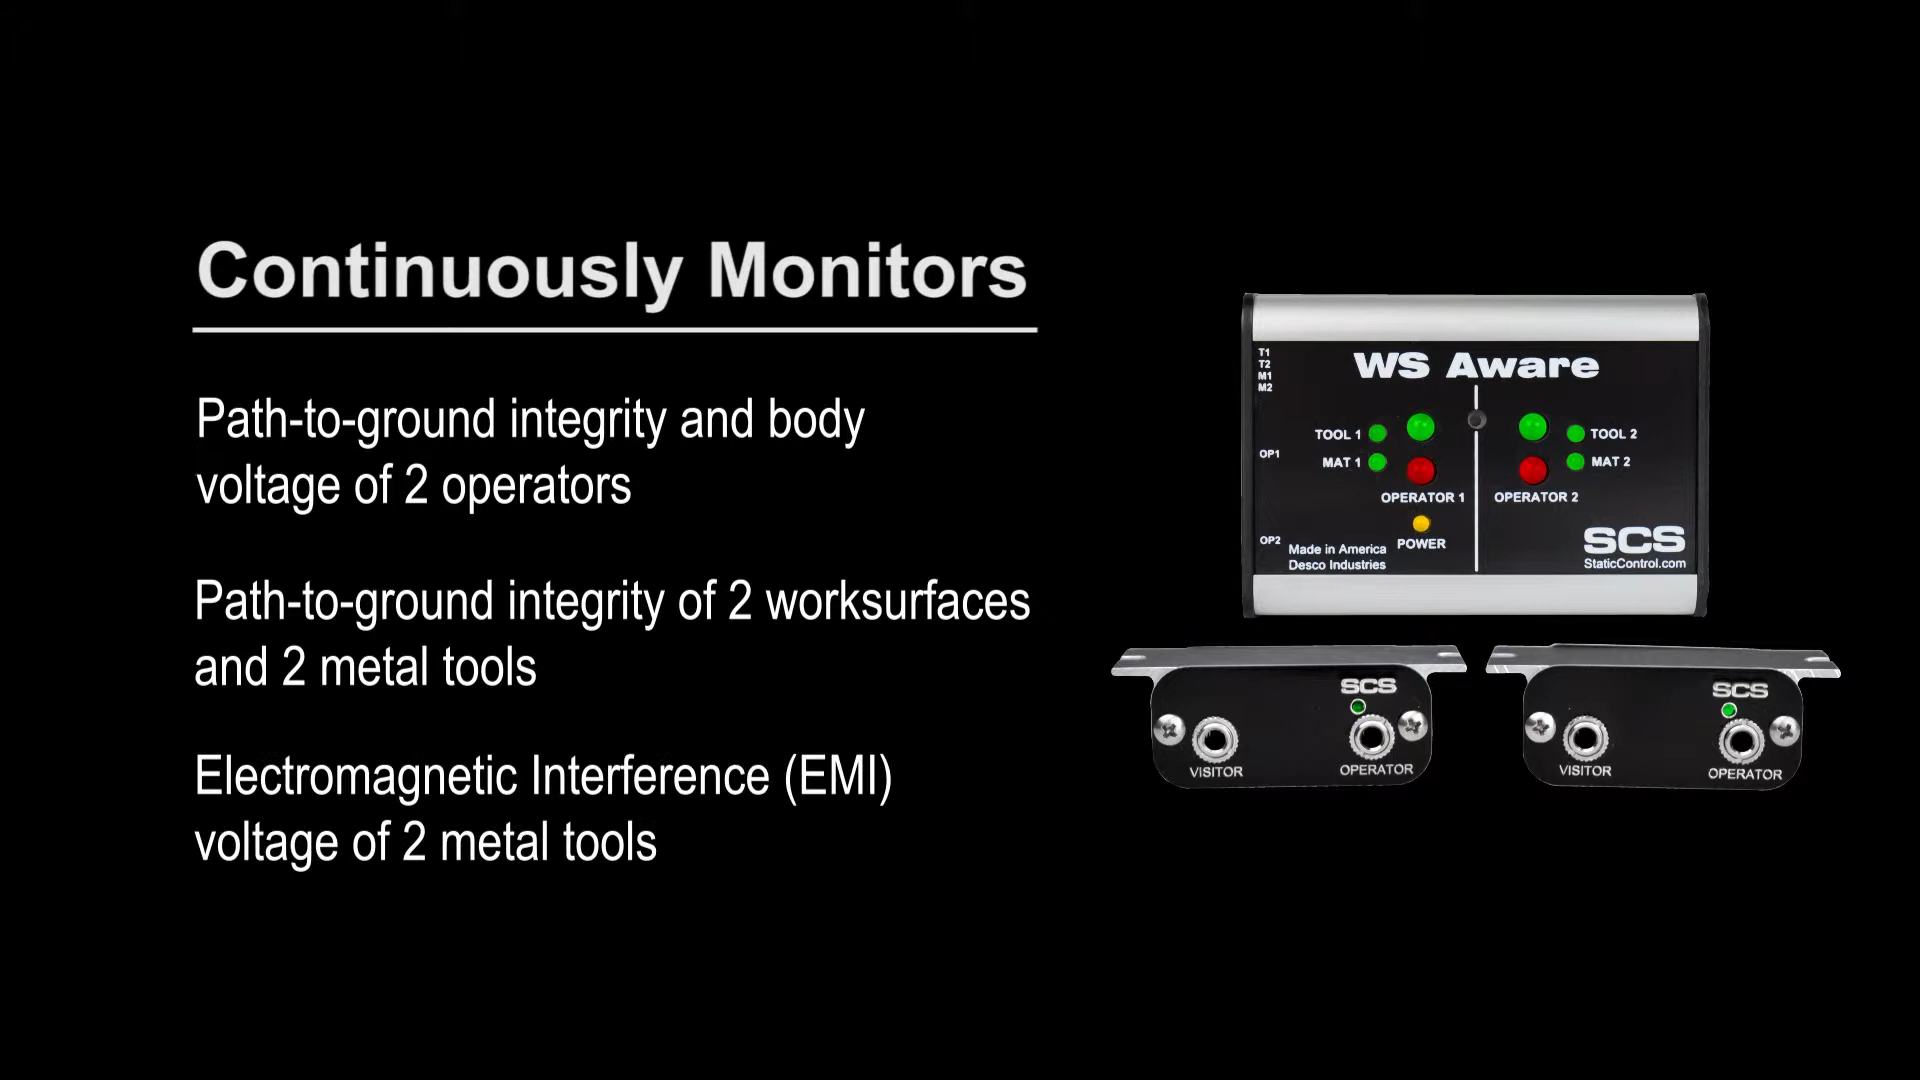 Continuously Monitors
Path-to-ground integrity and body
voltage of 2 operators
Path-to-ground integrity of 2 worksurfaces
and 2 metal tools
Electromagnetic Interference (EMI)
voltage of 2 metal tools
WS Aware
T1
T2
M1
M2
TOOL 1
MAT 1
TOOL 2
MAT 2
OP1
OPERATOR 1
OPERATOR 2
OP2
POWER
Made in America
Desco Industries
SCS
StaticControl.com
SCS
VISITOR
OPERATOR
SCS
VISITOR
OPERATOR